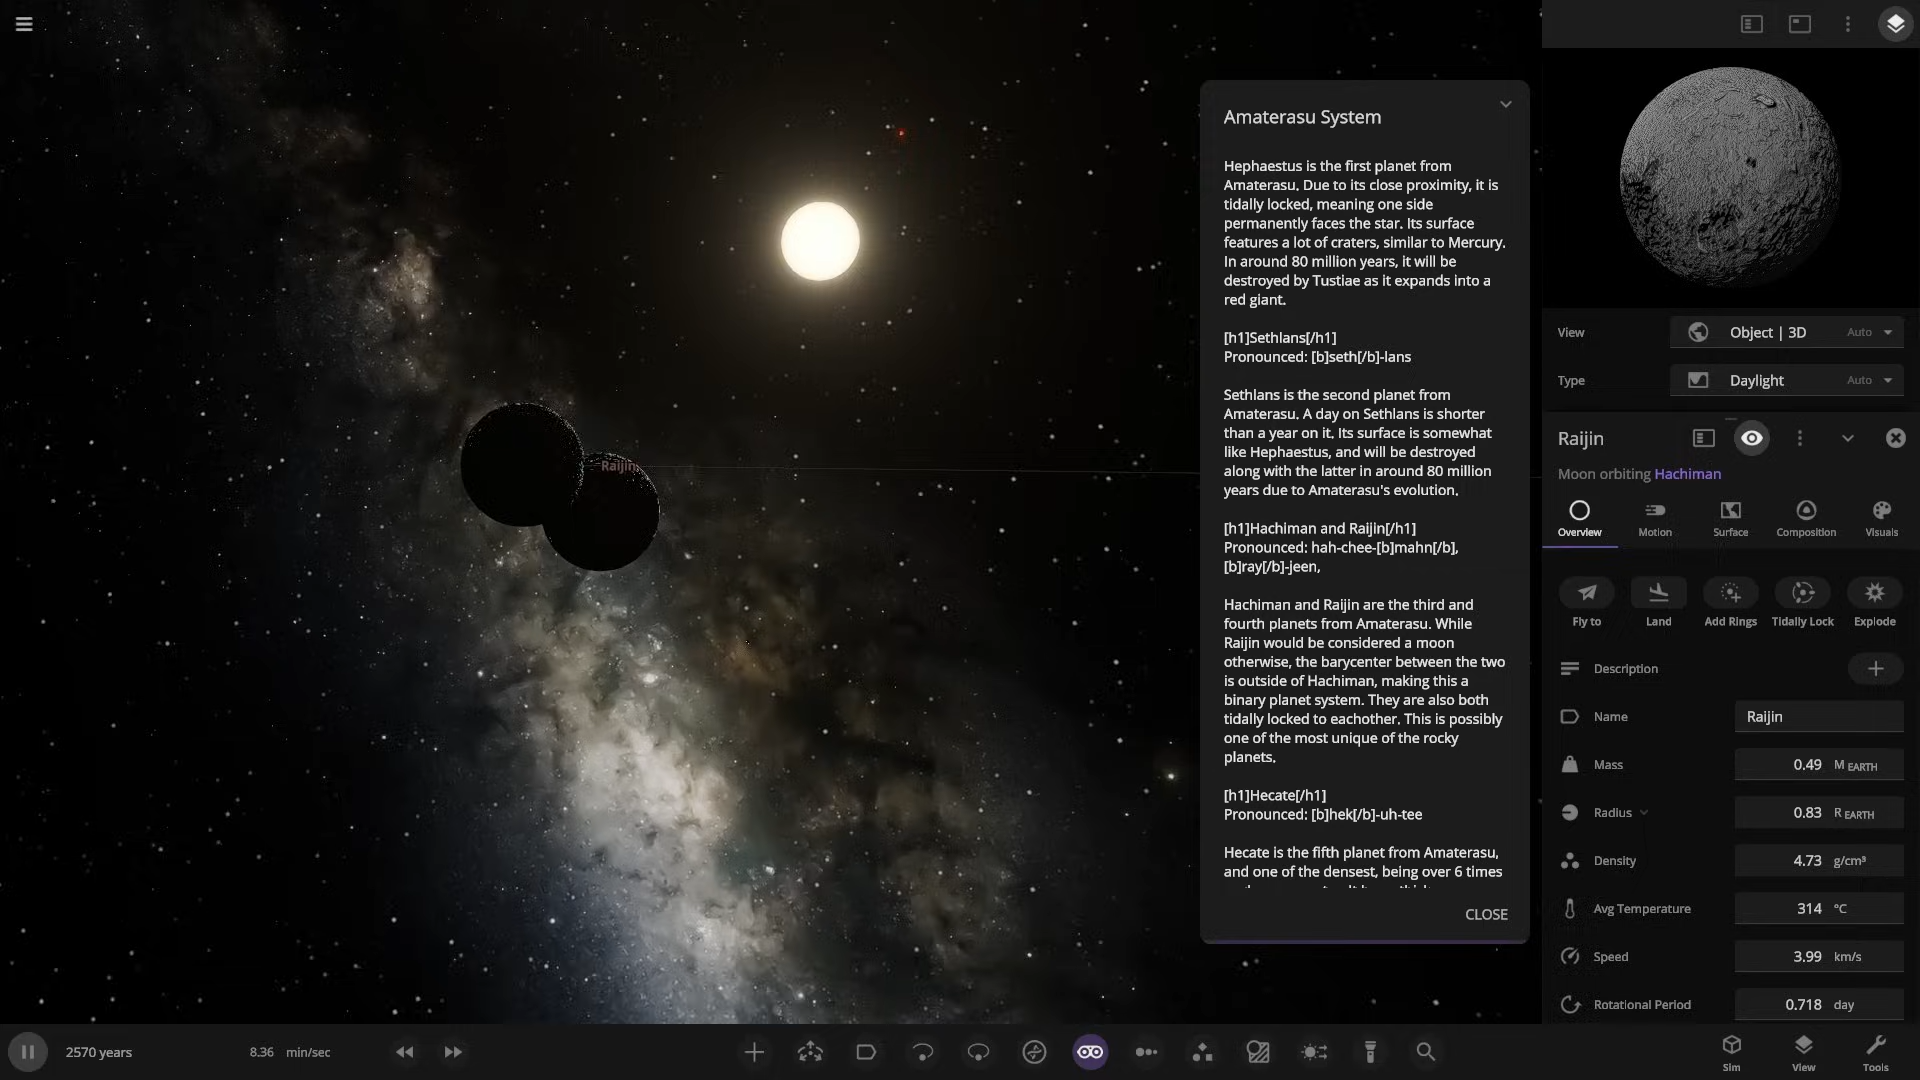 Amaterasu System
Hephaestus is the first planet from
Amaterasu. Due to its close proximity, it is
tidally locked, meaning one side
permanently faces the star. Its surface
features a lot of craters, similar to Mercury.
In around 80 million years, it will be
destroyed by Tustiae as it expands into a
red giant.
[h1]Sethlans[/h1]
Pronounced: [b]seth[/b]-lans
Sethlans is the second planet from
Amaterasu. A day on Sethlans is shorter
than a year on it. Its surface is somewhat
like Hephaestus, and will be destroyed
along with the latter in around 80 million
years due to Amaterasu's evolution.
[h1]Hachiman and Raijin[/h1]
Pronounced: hah-chee-[b]mahn[/b],
[b]ray[/b]-jeen,
Hachiman and Raijin are the third and
fourth planets from Amaterasu. While
Raijin would be considered a moon
otherwise, the barycenter between the two
is outside of Hachiman, making this a
binary planet system. They are also both
tidally locked to eachother. This is possibly
one of the most unique of the rocky
planets.
[h1]Hecate[/h1]
Pronounced: [b]hek[/b]-uh-tee
Hecate is the fifth planet from Amaterasu,
and one of the densest, being over 6 times
CLOSE
Raijin
View
Object | 3D
Auto
Type
Daylight
Auto
Raijin
Moon orbiting Hachiman
Overview
Motion
Surface
Composition
Visuals
Fly to
Land
Add Rings
Tidally Lock
Explode
Description
Name
Raijin
Mass
0.49 M EARTH
Radius
0.83 R EARTH
Density
4.73 g/cm³
Avg Temperature
314 °C
Speed
3.99 km/s
Rotational Period
0.718 day
2570 years
8.36 min/sec
Sim
View
Tools